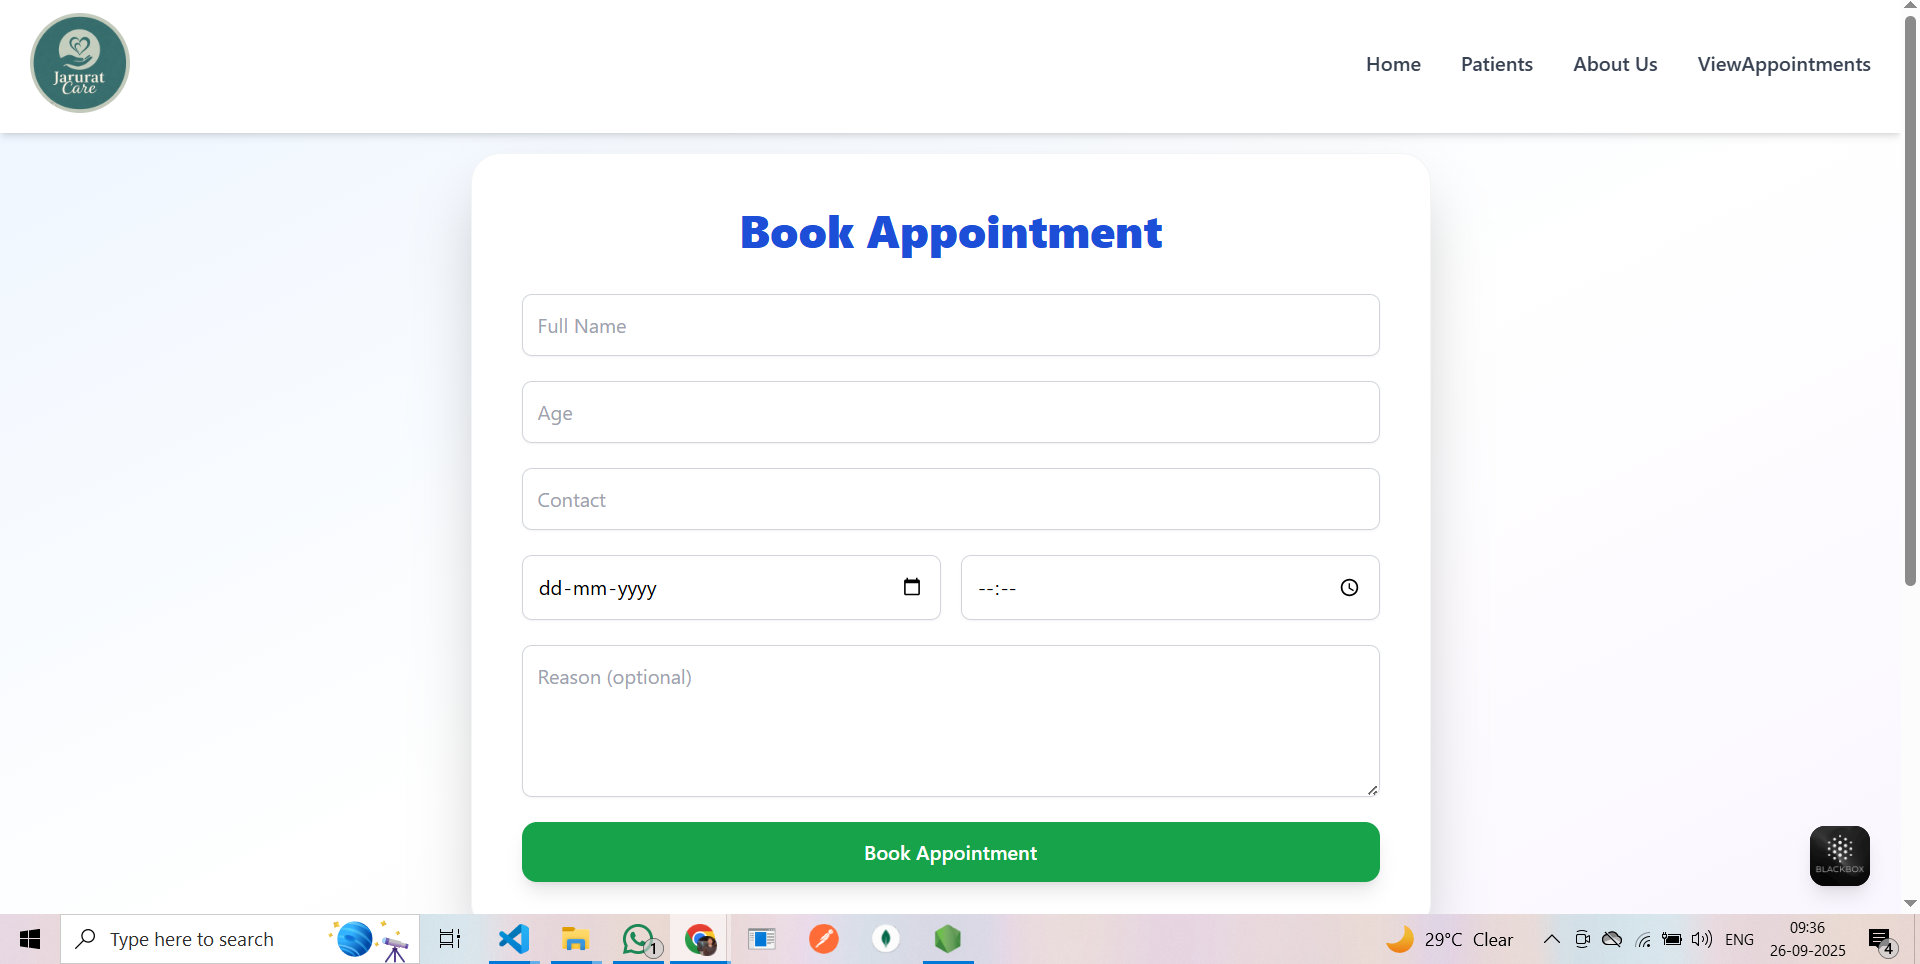 Jarurat
Care
Home Patients About Us ViewAppointments
Book Appointment
Full Name
Age
Contact
dd-mm-yyyy --:--
Reason (optional)
Book Appointment
BLACKBOX
Type here to search 1 29°C Clear ENG 09:36
26-09-2025 4